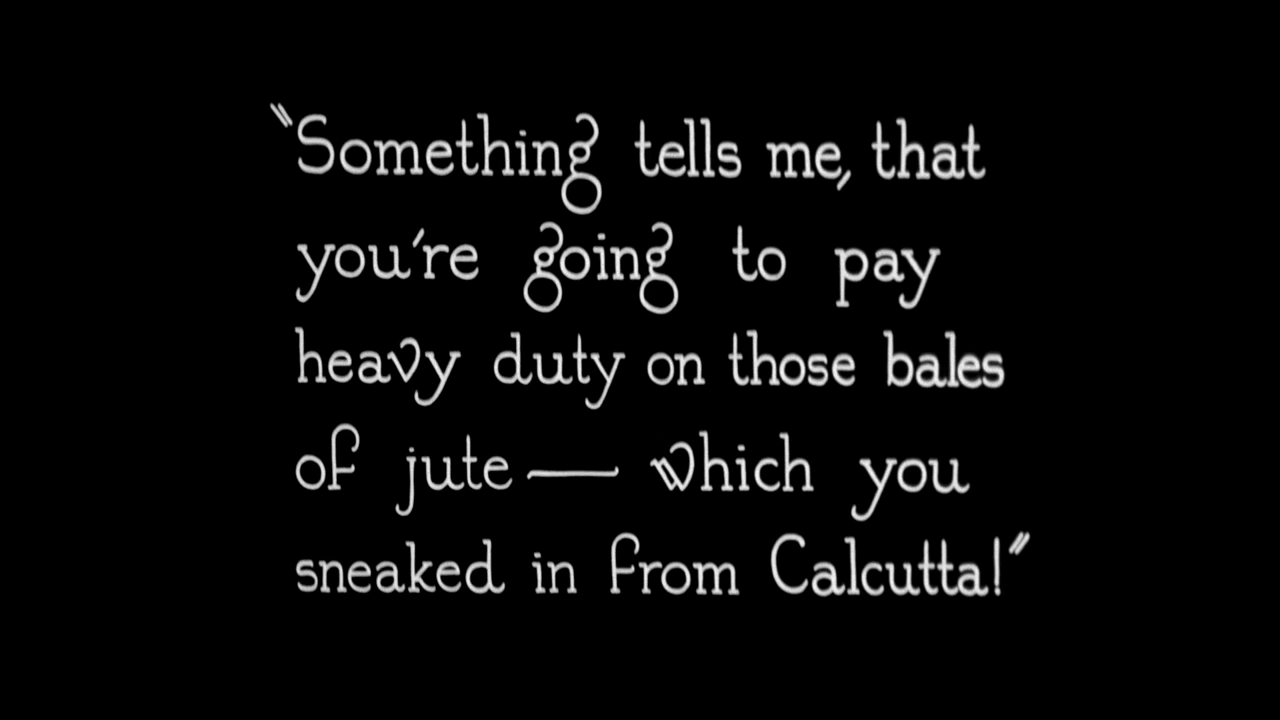 "Something tells me, that
you're going to pay
heavy duty on those bales
of jute — which you
sneaked in from Calcutta!"